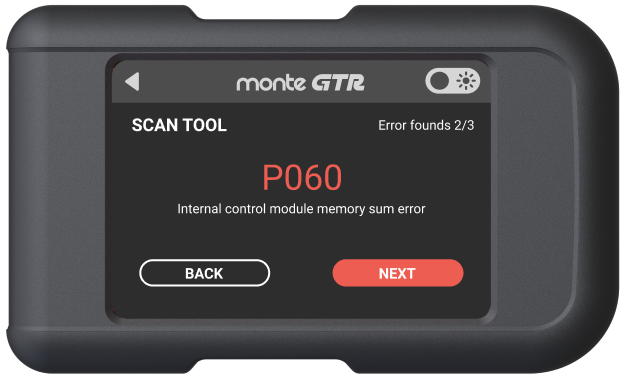 monte GTR
SCAN TOOL
Error founds 2/3
P060
Internal control module memory sum error
BACK
NEXT